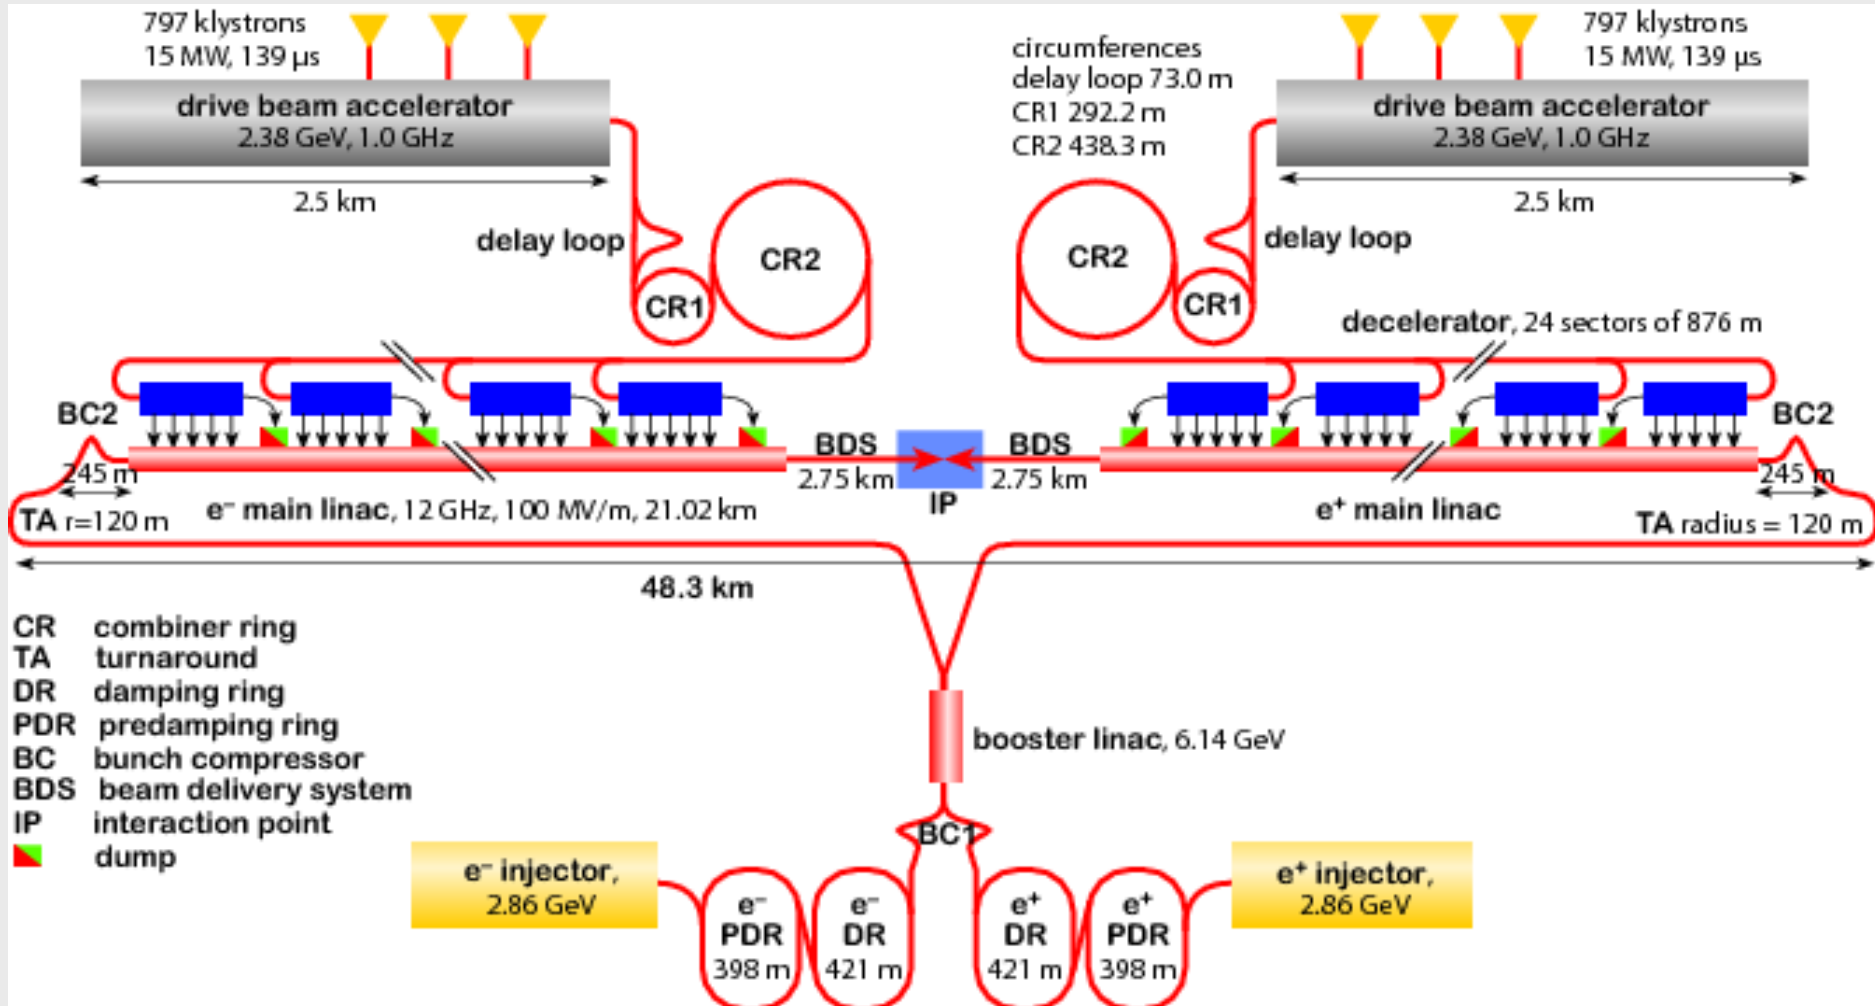 797 klystrons
15 MW, 139 µs
drive beam accelerator
2.38 GeV, 1.0 GHz
2.5 km
delay loop
CR1
CR2
circumferences
delay loop 73.0 m
CR1 292.2 m
CR2 438.3 m
797 klystrons
15 MW, 139 µs
drive beam accelerator
2.38 GeV, 1.0 GHz
2.5 km
CR2
CR1
delay loop
decelerator, 24 sectors of 876 m
BC2
245 m
TA r=120 m
e⁻ main linac, 12 GHz, 100 MV/m, 21.02 km
BDS
2.75 km
IP
BDS
2.75 km
e⁺ main linac
BC2
245 m
TA radius = 120 m
48.3 km
CR combiner ring
TA turnaround
DR damping ring
PDR predamping ring
BC bunch compressor
BDS beam delivery system
IP interaction point
dump
booster linac, 6.14 GeV
BC1
e⁻ injector,
2.86 GeV
e⁻
PDR
398 m
e⁻
DR
421 m
e⁺
DR
421 m
e⁺
PDR
398 m
e⁺ injector,
2.86 GeV